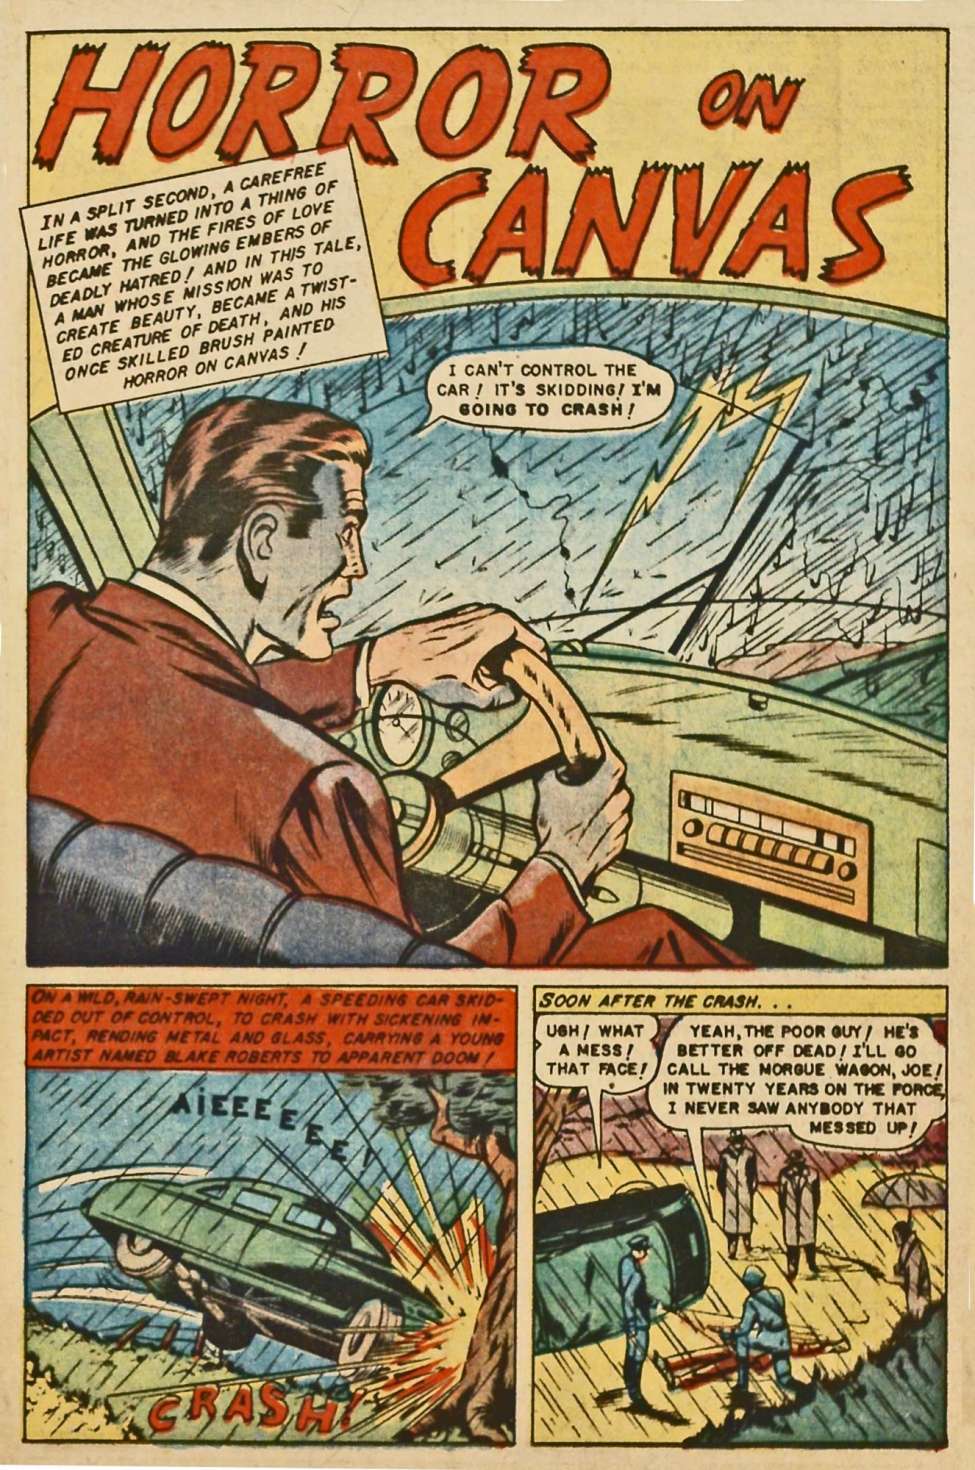 HORROR ON
CANVAS
IN A SPLIT SECOND, A CAREFREE
LIFE WAS TURNED INTO A THING OF
HORROR, AND THE FIRES OF LOVE
BECAME THE GLOWING EMBERS OF
DEADLY HATRED! AND IN THIS TALE,
A MAN WHOSE MISSION WAS TO
CREATE BEAUTY, BECAME A TWIST-
ED CREATURE OF DEATH, AND HIS
ONCE SKILLED BRUSH PAINTED
HORROR ON CANVAS!
I CAN'T CONTROL THE
CAR! IT'S SKIDDING! I'M
GOING TO CRASH!
ON A WILD, RAIN-SWEPT NIGHT, A SPEEDING CAR SKID-
DED OUT OF CONTROL, TO CRASH WITH SICKENING IM-
PACT, RENDING METAL AND GLASS, CARRYING A YOUNG
ARTIST NAMED BLAKE ROBERTS TO APPARENT DOOM!
AIEEEEEE!
CRASH!
SOON AFTER THE CRASH...
UGH! WHAT
A MESS!
THAT FACE!
YEAH, THE POOR GUY! HE'S
BETTER OFF DEAD! I'LL GO
CALL THE MORGUE WAGON, JOE!
IN TWENTY YEARS ON THE FORCE,
I NEVER SAW ANYBODY THAT
MESSED UP!